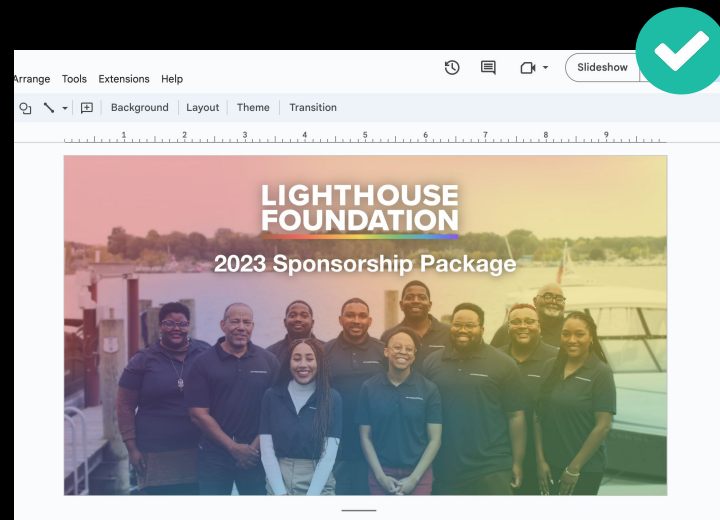 Arrange Tools Extensions Help
Slideshow
Background Layout Theme Transition
1 2 3 4 5 6 7 8 9
LIGHTHOUSE
FOUNDATION
2023 Sponsorship Package